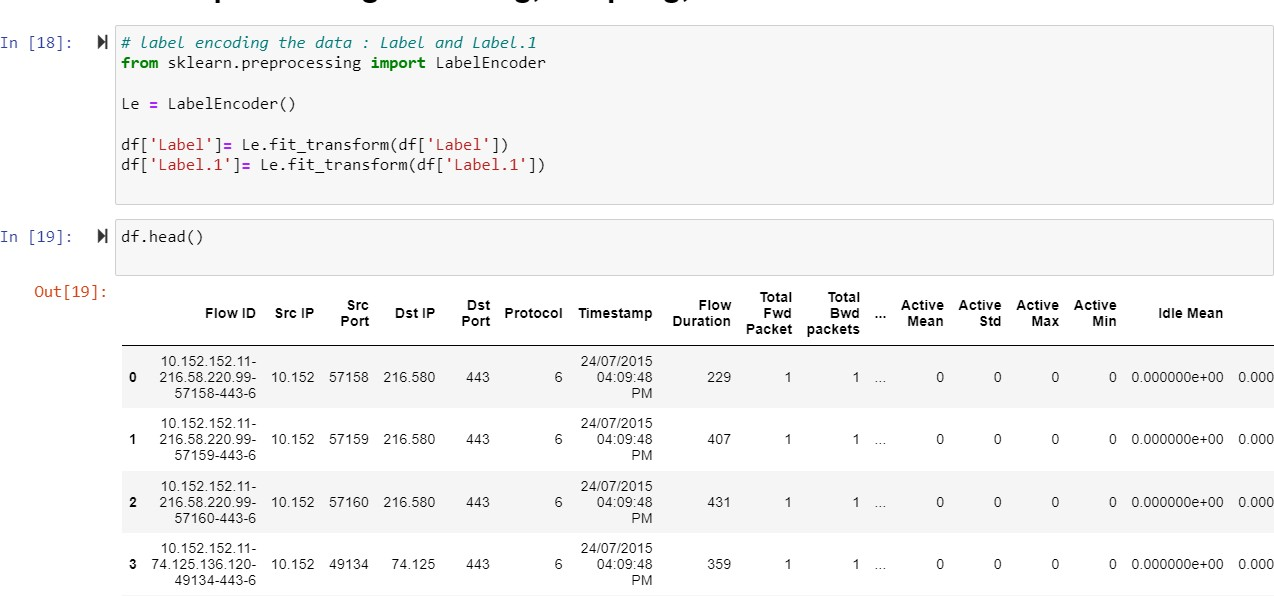 In [18]:
# label encoding the data : Label and Label.1
from sklearn.preprocessing import LabelEncoder
Le = LabelEncoder()
df['Label']= Le.fit_transform(df['Label'])
df['Label.1']= Le.fit_transform(df['Label.1'])
In [19]:
df.head()
Out[19]:
Flow ID Src IP Src Port Dst IP Dst Port Protocol Timestamp Flow Duration Total Fwd Packet Total Bwd packets ... Active Mean Active Std Active Max Active Min Idle Mean
0 10.152.152.11-216.58.220.99-57158-443-6 10.152 57158 216.580 443 6 24/07/2015 04:09:48 PM 229 1 1 ... 0 0 0 0 0.000000e+00 0.000
1 10.152.152.11-216.58.220.99-57159-443-6 10.152 57159 216.580 443 6 24/07/2015 04:09:48 PM 407 1 1 ... 0 0 0 0 0.000000e+00 0.000
2 10.152.152.11-216.58.220.99-57160-443-6 10.152 57160 216.580 443 6 24/07/2015 04:09:48 PM 431 1 1 ... 0 0 0 0 0.000000e+00 0.000
3 10.152.152.11-74.125.136.120-49134-443-6 10.152 49134 74.125 443 6 24/07/2015 04:09:48 PM 359 1 1 ... 0 0 0 0 0.000000e+00 0.000